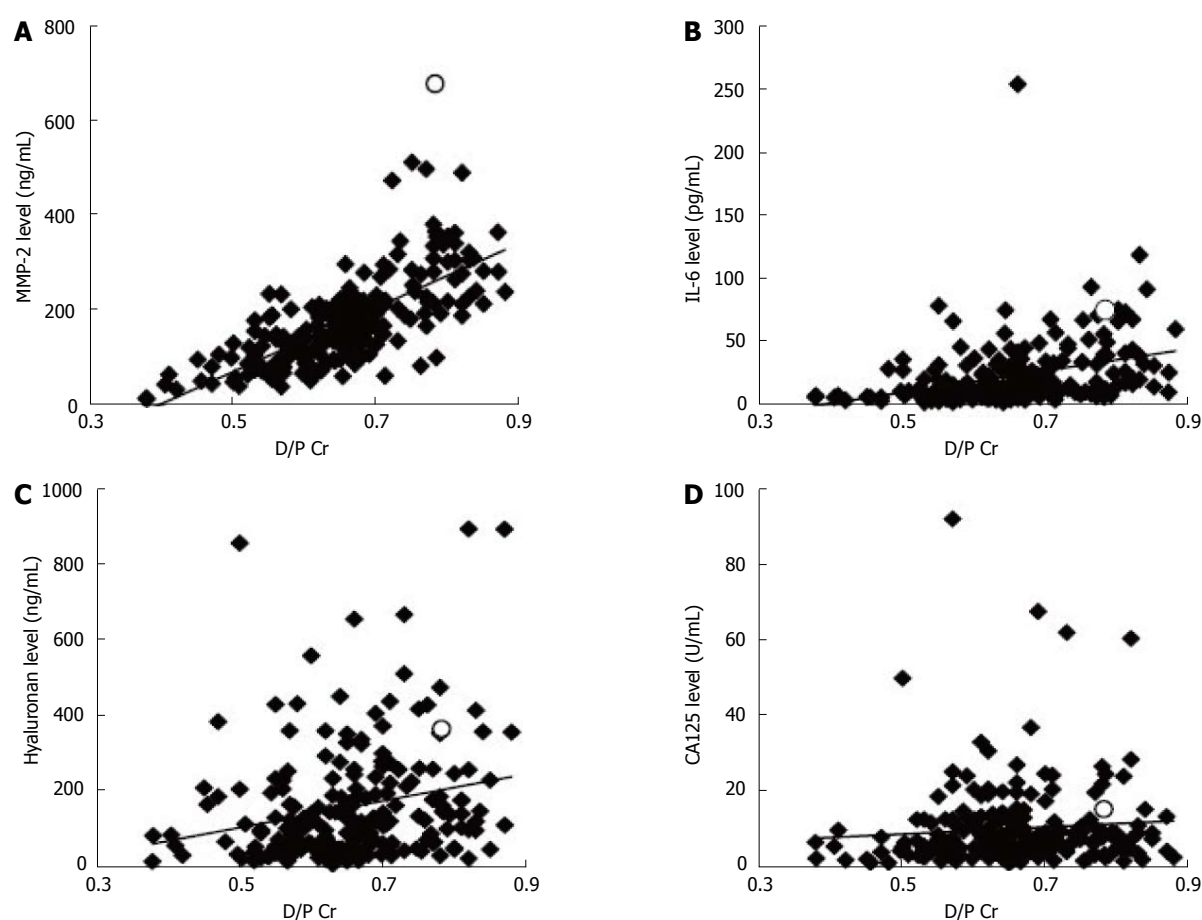 A
800
600
400
200
0
MMP-2 level (ng/mL)
0.3 0.5 0.7 0.9
D/P Cr
B
300
250
200
150
100
50
0
IL-6 level (pg/mL)
0.3 0.5 0.7 0.9
D/P Cr
C
1000
800
600
400
200
0
Hyaluronan level (ng/mL)
0.3 0.5 0.7 0.9
D/P Cr
D
100
80
60
40
20
0
CA125 level (U/mL)
0.3 0.5 0.7 0.9
D/P Cr